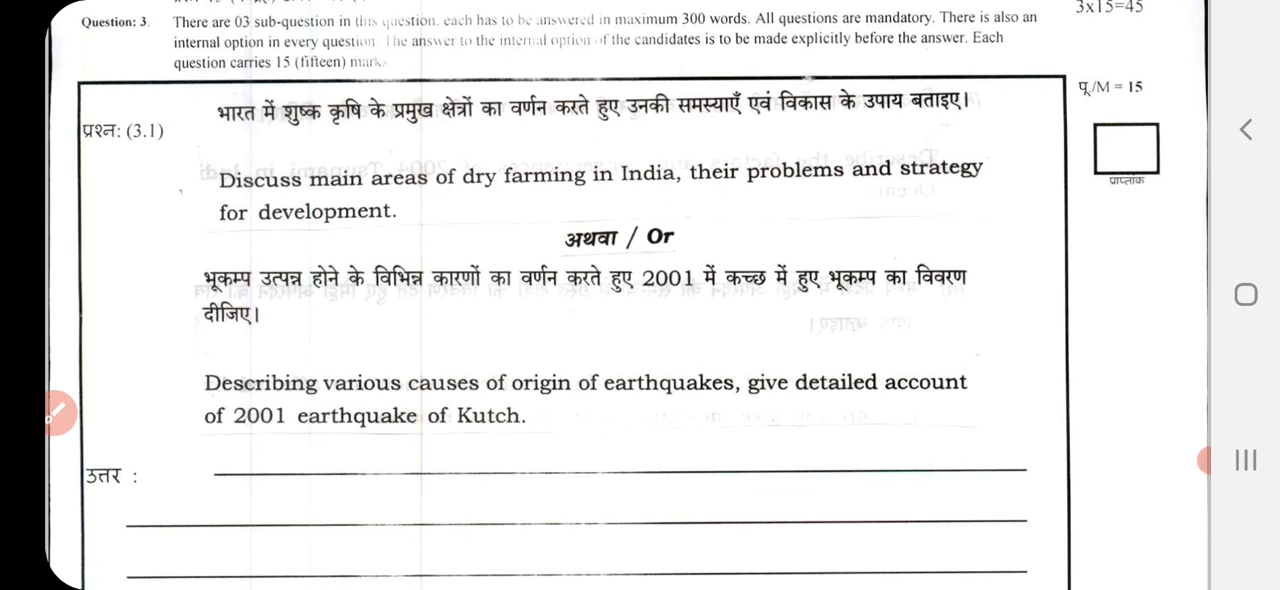 3x15=45
Question: 3. There are 03 sub-question in this question. each has to be answered in maximum 300 words. All questions are mandatory. There is also an
internal option in every question. The answer to the internal option of the candidates is to be made explicitly before the answer. Each
question carries 15 (fifteen) marks
पू./M = 15
भारत में शुष्क कृषि के प्रमुख क्षेत्रों का वर्णन करते हुए उनकी समस्याएँ एवं विकास के उपाय बताइए।
प्रश्न: (3.1)
प्राप्तांक
Discuss main areas of dry farming in India, their problems and strategy
for development.
अथवा / Or
भूकम्प उत्पन्न होने के विभिन्न कारणों का वर्णन करते हुए 2001 में कच्छ में हुए भूकम्प का विवरण
दीजिए।
Describing various causes of origin of earthquakes, give detailed account
of 2001 earthquake of Kutch.
उत्तर :